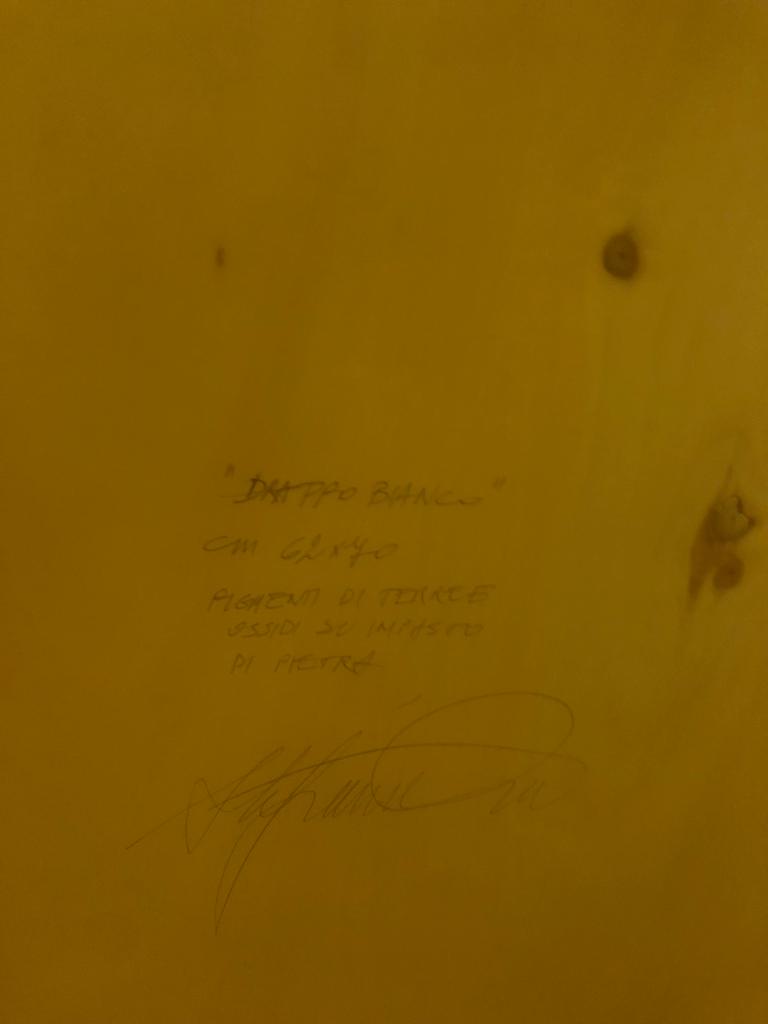 "DRAPPO BIANCO"
cm 62x70
PIGMENTI DI TERRE E
OSSIDI SU IMPASTO
DI PIETRA